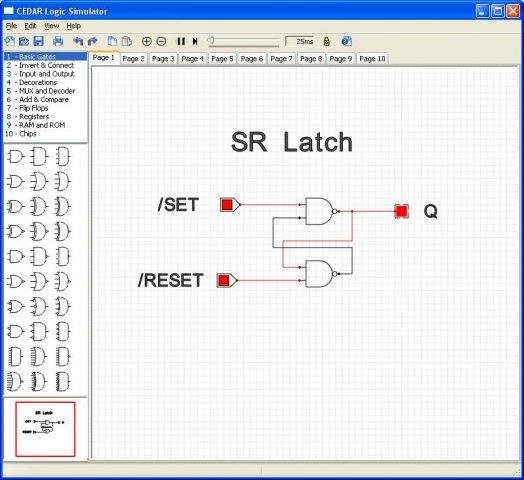 CEDAR Logic Simulator
File Edit View Help
25ms
1 - Basic Gates
2 - Invert & Connect
3 - Input and Output
4 - Decorations
5 - MUX and Decoder
6 - Add & Compare
7 - Flip Flops
8 - Registers
9 - RAM and ROM
10 - Chips
Page 1 Page 2 Page 3 Page 4 Page 5 Page 6 Page 7 Page 8 Page 9 Page 10
SR Latch
/SET
Q
/RESET
SR Latch